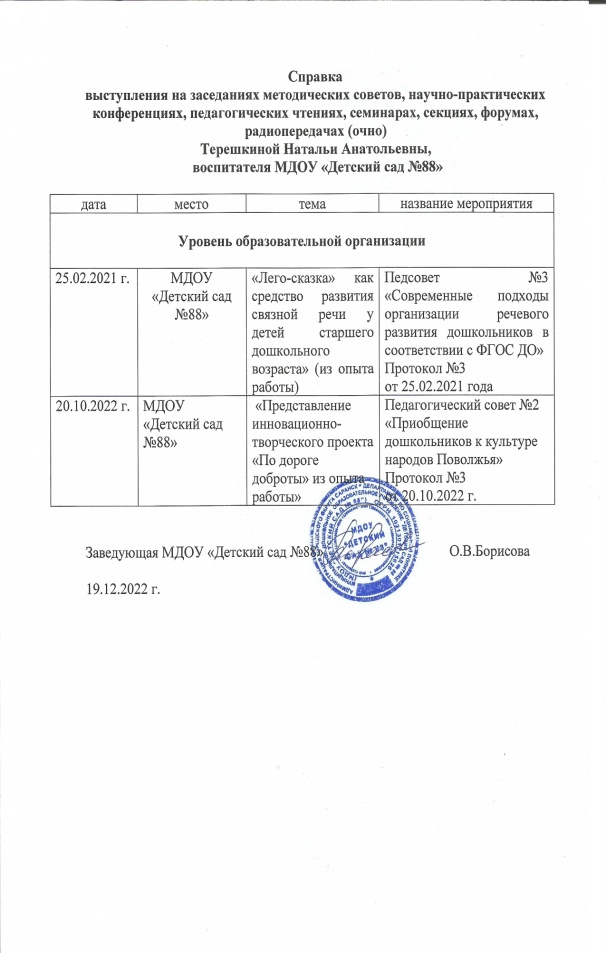 Справка
выступления на заседаниях методических советов, научно-практических
конференциях, педагогических чтениях, семинарах, секциях, форумах,
радиопередачах (очно)
Терешкиной Натальи Анатольевны,
воспитателя МДОУ «Детский сад №88»
дата место тема название мероприятия
Уровень образовательной организации
25.02.2021 г.
МДОУ
«Детский сад
№88»
«Лего-сказка» как
средство развития
связной речи у
детей старшего
дошкольного
возраста» (из опыта
работы)
Педсовет №3
«Современные подходы
организации речевого
развития дошкольников в
соответствии с ФГОС ДО»
Протокол №3
от 25.02.2021 года
20.10.2022 г.
МДОУ
«Детский сад
№88»
«Представление
инновационно-
творческого проекта
«По дороге
доброты» из опыта
работы»
Педагогический совет №2
«Приобщение
дошкольников к культуре
народов Поволжья»
Протокол №3
от 20.10.2022 г.
Заведующая МДОУ «Детский сад №88» О.В.Борисова
МДОУ
«ДЕТСКИЙ
САД №88»
19.12.2022 г.